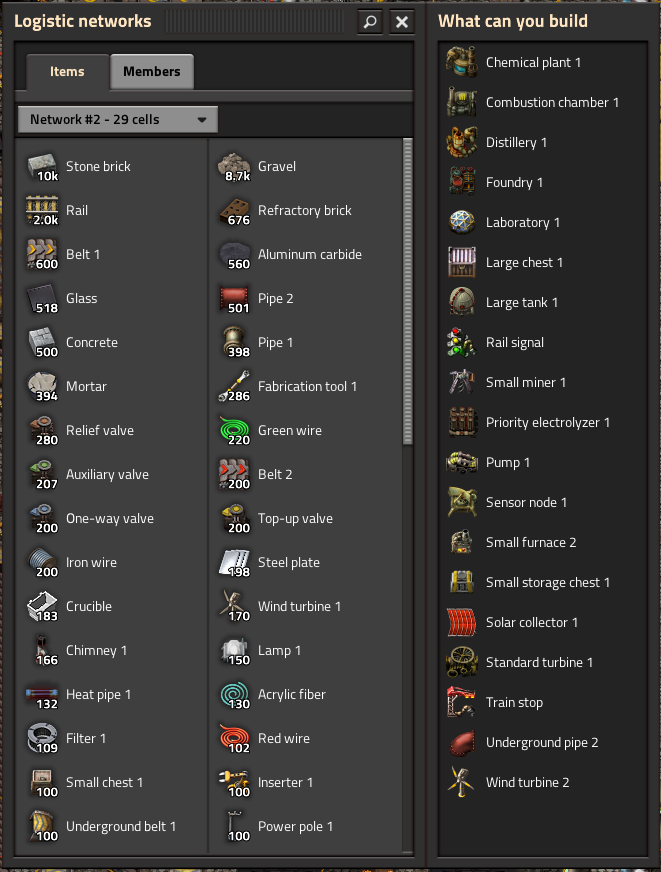 Logistic networks
Items
Members
Network #2 - 29 cells
10k Stone brick
8.7k Gravel
2.0k Rail
676 Refractory brick
600 Belt 1
560 Aluminum carbide
518 Glass
501 Pipe 2
500 Concrete
398 Pipe 1
394 Mortar
286 Fabrication tool 1
280 Relief valve
220 Green wire
207 Auxiliary valve
200 Belt 2
200 One-way valve
200 Top-up valve
200 Iron wire
198 Steel plate
183 Crucible
170 Wind turbine 1
166 Chimney 1
150 Lamp 1
132 Heat pipe 1
130 Acrylic fiber
109 Filter 1
102 Red wire
100 Small chest 1
100 Inserter 1
100 Underground belt 1
100 Power pole 1
What can you build
Chemical plant 1
Combustion chamber 1
Distillery 1
Foundry 1
Laboratory 1
Large chest 1
Large tank 1
Rail signal
Small miner 1
Priority electrolyzer 1
Pump 1
Sensor node 1
Small furnace 2
Small storage chest 1
Solar collector 1
Standard turbine 1
Train stop
Underground pipe 2
Wind turbine 2